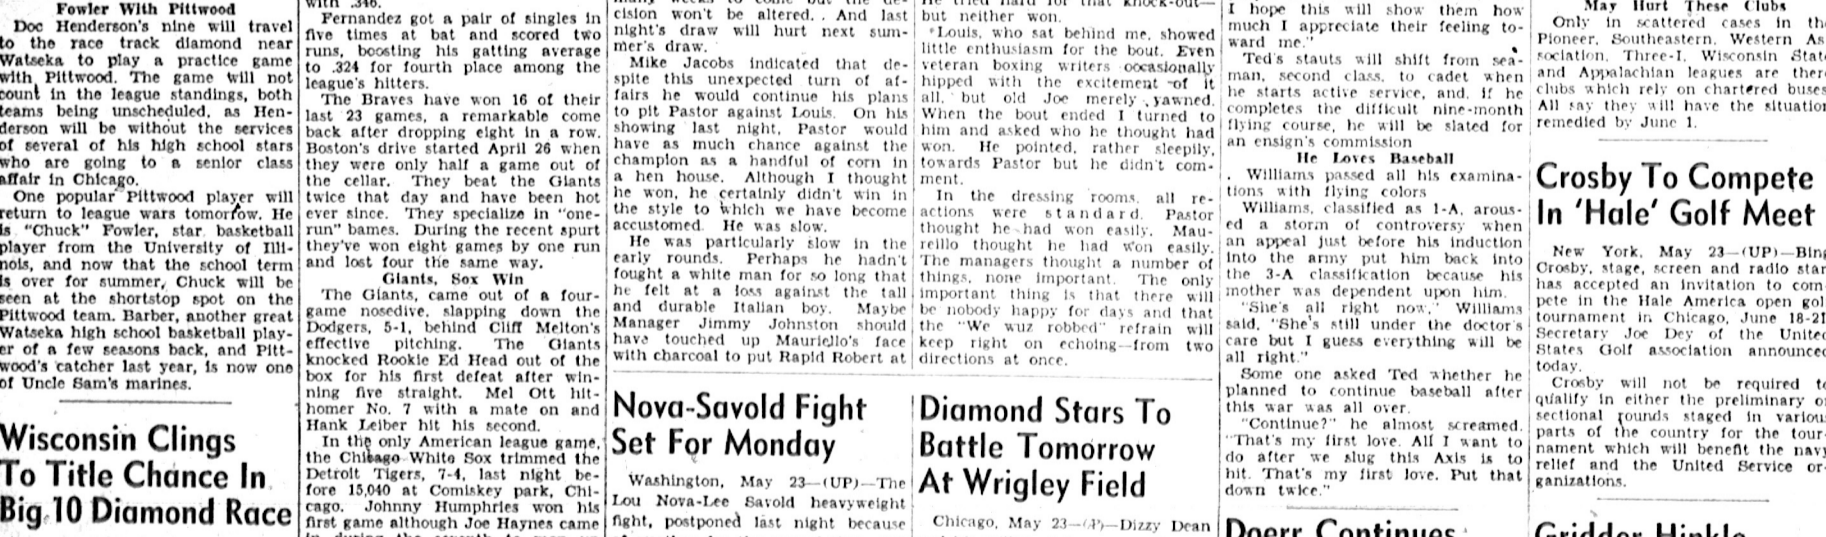 Fowler With Pittwood
Doc Henderson's nine will travel
to the race track diamond near
Watseka to play a practice game
with Pittwood. The game will not
count in the league standings, both
teams being unscheduled, as Hen-
derson will be without the services
of several of his high school stars
who are going to a senior class
affair in Chicago.
One popular Pittwood player will
return to league wars tomorrow. He
is "Chuck" Fowler, star basketball
player from the University of Illi-
nois, and now that the school term
is over for summer, Chuck will be
seen at the shortstop spot on the
Pittwood team. Barber, another great
Watseka high school basketball play-
er of a few seasons back, and Pitt-
wood's catcher last year, is now one
of Uncle Sam's marines.
Wisconsin Clings
To Title Chance In
Big 10 Diamond Race
with .346.
Fernandez got a pair of singles in
five times at bat and scored two
runs, boosting his gatting average
to .324 for fourth place among the
league's hitters.
The Braves have won 16 of their
last 23 games, a remarkable come
back after dropping eight in a row.
Boston's drive started April 26 when
they were only half a game out of
the cellar. They beat the Giants
twice that day and have been hot
ever since. They specialize in "one-
run" bames. During the recent spurt
they've won eight games by one run
and lost four the same way.
Giants, Sox Win
The Giants, came out of a four-
game nosedive, slapping down the
Dodgers, 5-1, behind Cliff Melton's
effective pitching. The Giants
knocked Rookie Ed Head out of the
box for his first defeat after win-
ning five straight. Mel Ott hit-
homer No. 7 with a mate on and
Hank Leiber hit his second.
In the only American league game,
the Chicago White Sox trimmed the
Detroit Tigers, 7-4, last night be-
fore 15,040 at Comiskey park, Chi-
cago. Johnny Humphries won his
first game although Joe Haynes came
cision won't be altered. . And last
night's draw will hurt next sum-
mer's draw.
Mike Jacobs indicated that de-
spite this unexpected turn of af-
fairs he would continue his plans
to pit Pastor against Louis. On his
showing last night, Pastor would
have as much chance against the
champion as a handful of corn in
a hen house. Although I thought
he won, he certainly didn't win in
the style to which we have become
accustomed. He was slow.
He was particularly slow in the
early rounds. Perhaps he hadn't
fought a white man for so long that
he felt at a loss against the tall
and durable Italian boy. Maybe
Manager Jimmy Johnston should
have touched up Mauriello's face
with charcoal to put Rapid Robert at
Nova-Savold Fight
Set For Monday
Washington, May 23—(UP)—The
Lou Nova-Lee Savold heavyweight
fight, postponed last night because
He tried hard for that knock-out—
but neither won.
Louis, who sat behind me, showed
little enthusiasm for the bout. Even
veteran boxing writers occasionally
hipped with the excitement of it
all, but old Joe merely yawned.
When the bout ended I turned to
him and asked who he thought had
won. He pointed, rather sleepily,
towards Pastor but he didn't com-
ment.
In the dressing rooms, all re-
actions were standard. Pastor
thought he had won easily. Mau-
reillo thought he had won easily.
The managers thought a number of
things, none important. The only
important thing is that there will
be nobody happy for days and that
the "We wuz robbed" refrain will
keep right on echoing—from two
directions at once.
Diamond Stars To
Battle Tomorrow
At Wrigley Field
Chicago, May 23—(P)—Dizzy Dean
I hope this will show them how
much I appreciate their feeling to-
ward me."
Ted's stauts will shift from sea-
man, second class, to cadet when
he starts active service, and, if he
completes the difficult nine-month
flying course, he will be slated for
an ensign's commission
He Loves Baseball
. Williams passed all his examina-
tions with flying colors
Williams, classified as 1-A, arous-
ed a storm of controversy when
an appeal just before his induction
into the army put him back into
the 3-A classification because his
mother was dependent upon him.
"She's all right now," Williams
said. "She's still under the doctor's
care but I guess everything will be
all right."
Some one asked Ted whether he
planned to continue baseball after
this war was all over.
"Continue?" he almost screamed.
"That's my first love. All I want to
do after we slug this Axis is to
hit. That's my first love. Put that
down twice."
Doerr Continues
May Hurt These Clubs
Only in scattered cases in the
Pioneer, Southeastern, Western As
sociation, Three-I, Wisconsin State
and Appalachian leagues are there
clubs which rely on chartered buses
All say they will have the situation
remedied by June 1.
Crosby To Compete
In 'Hale' Golf Meet
New York, May 23—(UP)—Bing
Crosby, stage, screen and radio star
has accepted an invitation to com
pete in the Hale America open golf
tournament in Chicago, June 18-21
Secretary Joe Dey of the United
States Golf association announced
today.
Crosby will not be required to
qualify in either the preliminary or
sectional rounds staged in various
parts of the country for the tour-
nament which will benefit the navy
relief and the United Service or-
ganizations.
Gridder Hinkle